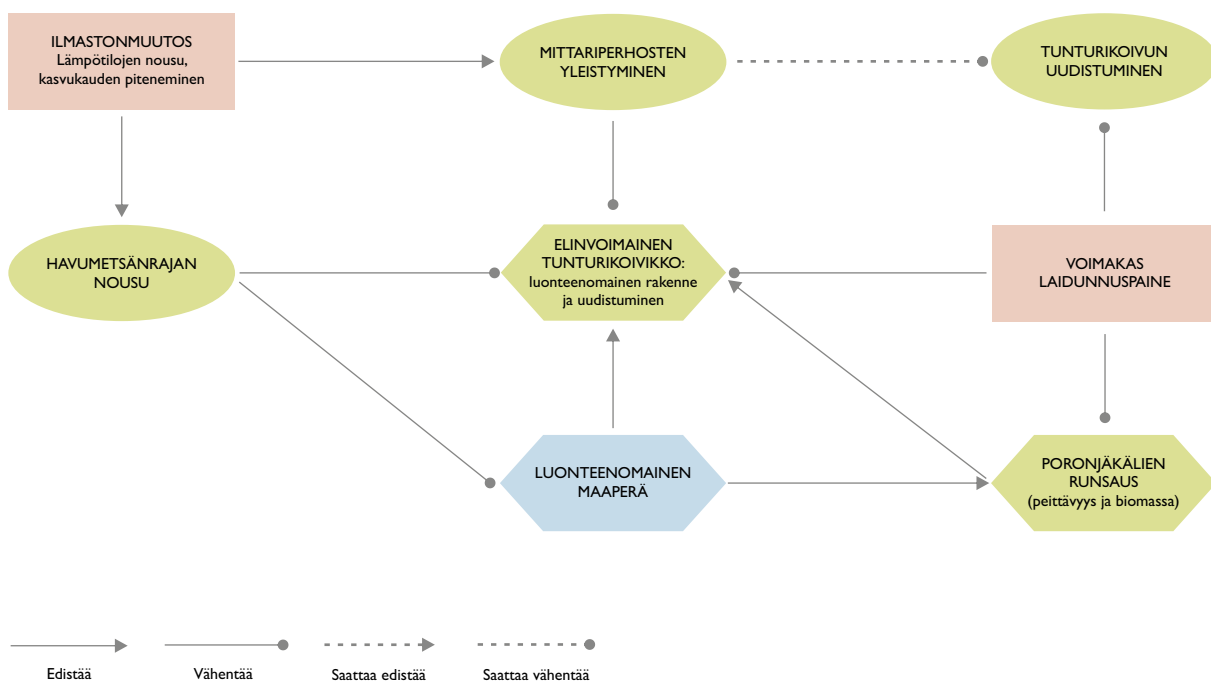 ILMASTONMUUTOS
Lämpötilojen nousu,
kasvukauden piteneminen
MITTARIPERHOSTEN
YLEISTYMINEN
TUNTURIKOIVUN
UUDISTUMINEN
HAVUMETSÄNRAJAN
NOUSU
ELINVOIMAINEN
TUNTURIKOIVIKKO:
luonteenomainen rakenne
ja uudistuminen
VOIMAKAS
LAIDUNNUSPAINE
LUONTEENOMAINEN
MAAPERÄ
PORONJÄKÄLIEN
RUNSAUS
(peittävyys ja biomassa)
Edistää
Vähentää
Saattaa edistää
Saattaa vähentää